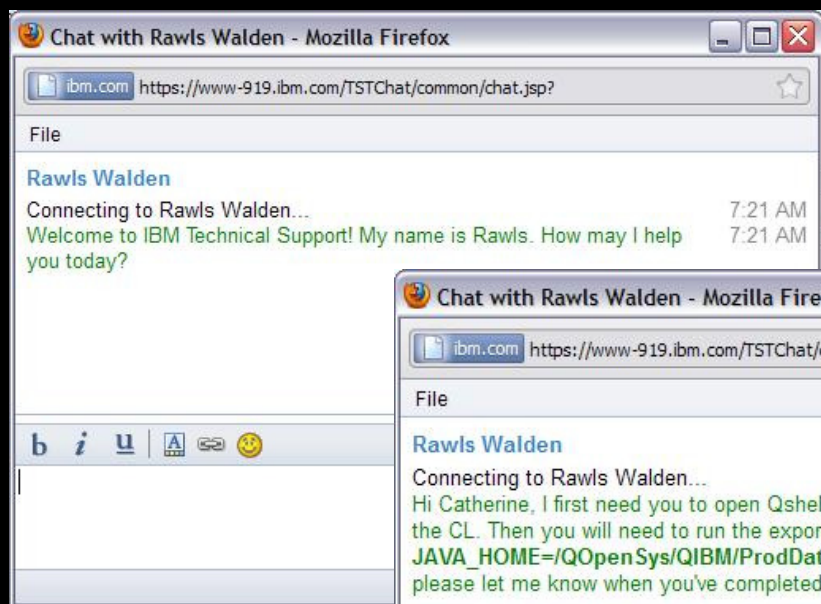 Chat with Rawls Walden - Mozilla Firefox
ibm.com https://www-919.ibm.com/TSTChat/common/chat.jsp?
File
Rawls Walden
Connecting to Rawls Walden... 7:21 AM
Welcome to IBM Technical Support! My name is Rawls. How may I help 7:21 AM
you today?
b i u A
Chat with Rawls Walden - Mozilla Fire
ibm.com https://www-919.ibm.com/TSTChat/
File
Rawls Walden
Connecting to Rawls Walden...
Hi Catherine, I first need you to open Qshel
the CL. Then you will need to run the expor
JAVA_HOME=/QOpenSys/QIBM/ProdDat
please let me know when you've completed